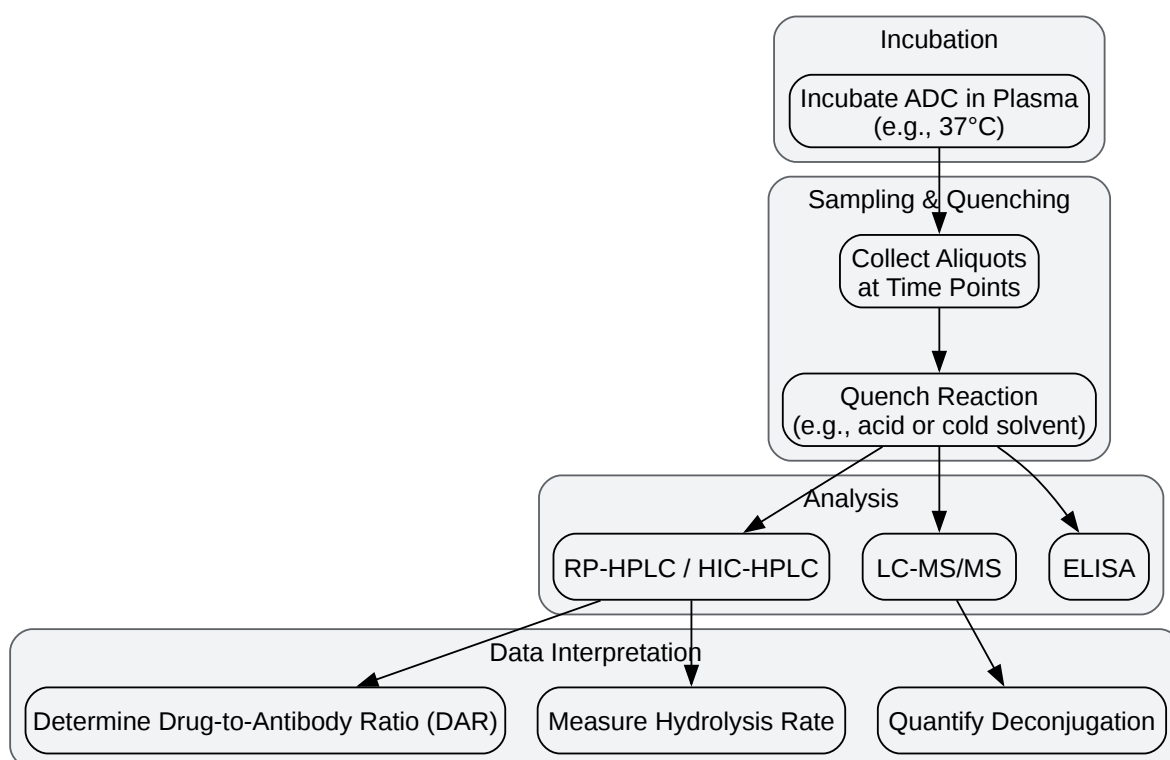 Incubation
Incubate ADC in Plasma
(e.g., 37°C)
Sampling & Quenching
Collect Aliquots
at Time Points
Quench Reaction
(e.g., acid or cold solvent)
Analysis
RP-HPLC / HIC-HPLC
LC-MS/MS
ELISA
Data Interpretation
Determine Drug-to-Antibody Ratio (DAR)
Measure Hydrolysis Rate
Quantify Deconjugation